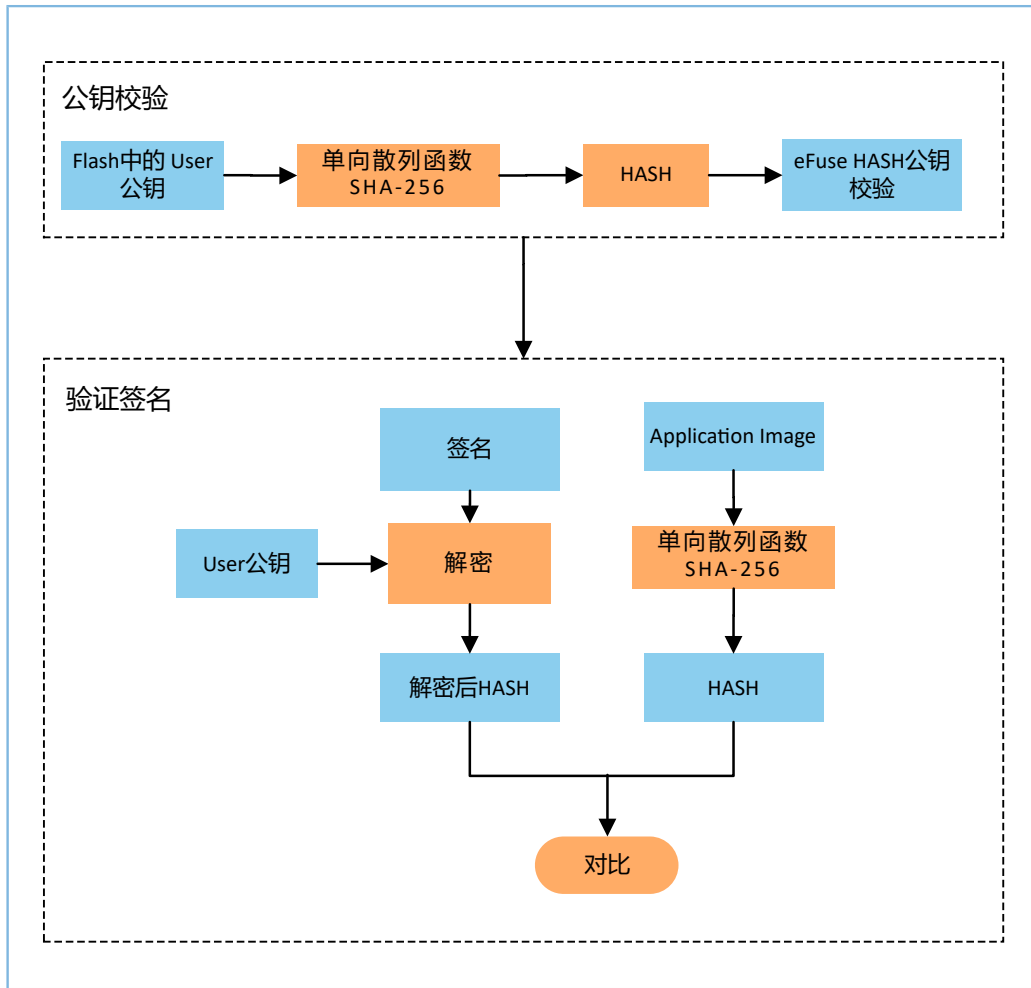 公钥校验
Flash中的 User
公钥
单向散列函数
SHA-256
HASH
eFuse HASH公钥
校验
验证签名
签名
Application Image
User公钥
解密
单向散列函数
SHA-256
解密后HASH
HASH
对比